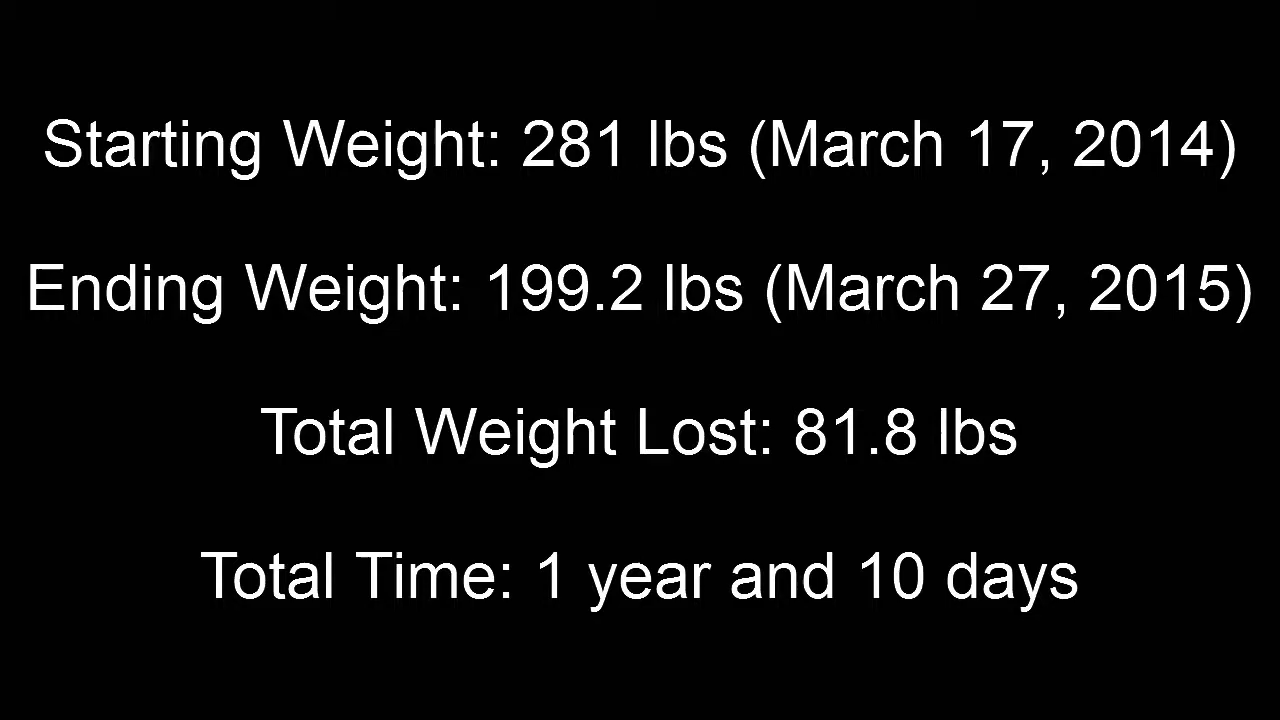 Starting Weight: 281 lbs (March 17, 2014)
Ending Weight: 199.2 lbs (March 27, 2015)
Total Weight Lost: 81.8 lbs
Total Time: 1 year and 10 days